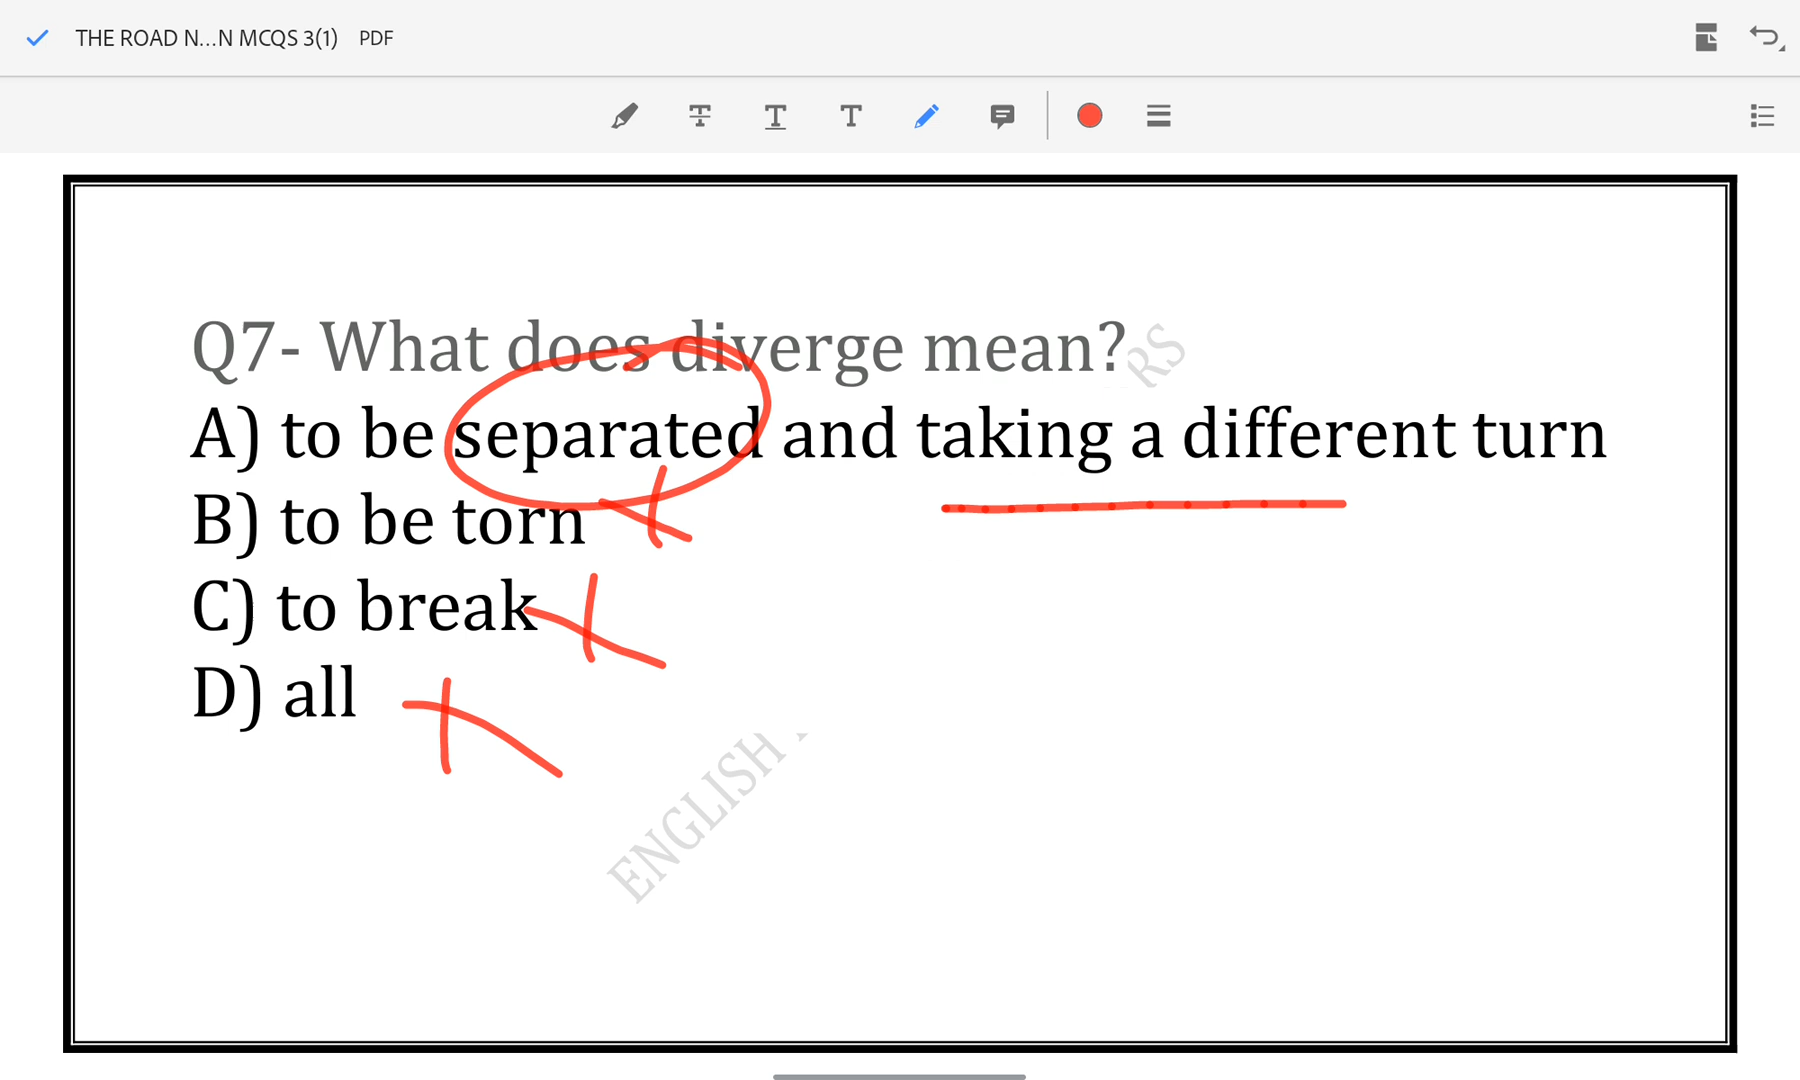 THE ROAD N...N MCQS 3(1) PDF
Q7- What does diverge mean?
A) to be separated and taking a different turn
B) to be torn
C) to break
D) all
ENGLISH